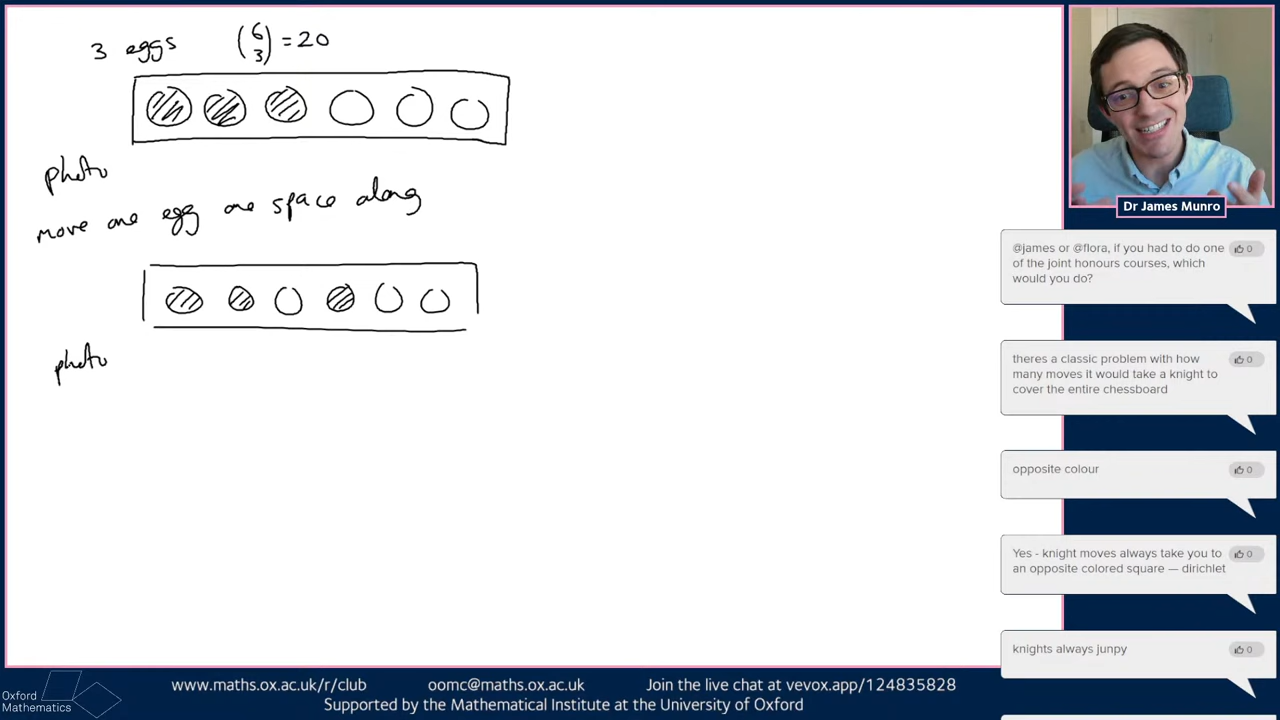 3 eggs (6 3) = 20
photo
move one egg one space along
photo
Dr James Munro
@james or @flora, if you had to do one
of the joint honours courses, which
would you do?
0
theres a classic problem with how
many moves it would take a knight to
cover the entire chessboard
0
opposite colour
0
Yes - knight moves always take you to
an opposite colored square — dirichlet
0
knights always junpy
0
Oxford
Mathematics
www.maths.ox.ac.uk/r/club oomc@maths.ox.ac.uk Join the live chat at vevox.app/124835828
Supported by the Mathematical Institute at the University of Oxford